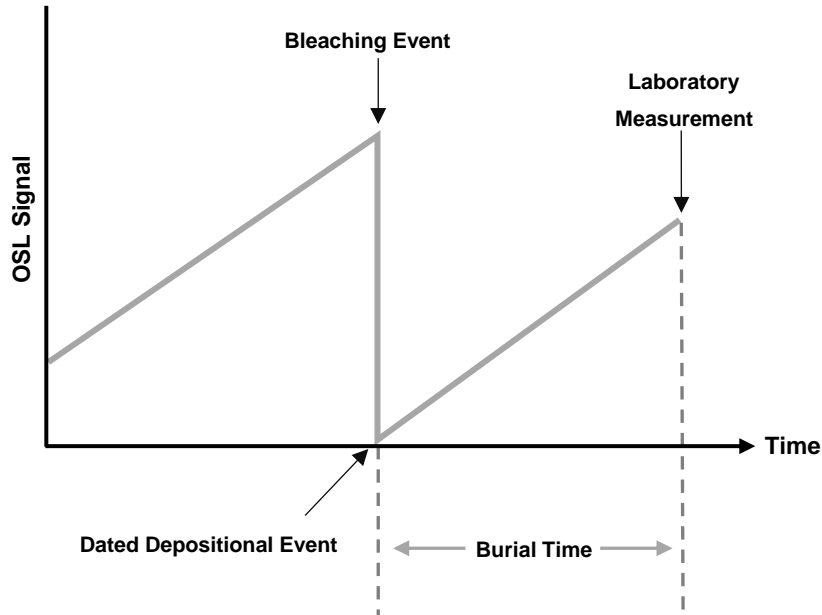 Bleaching Event
Laboratory
Measurement
OSL Signal
Time
Dated Depositional Event
Burial Time